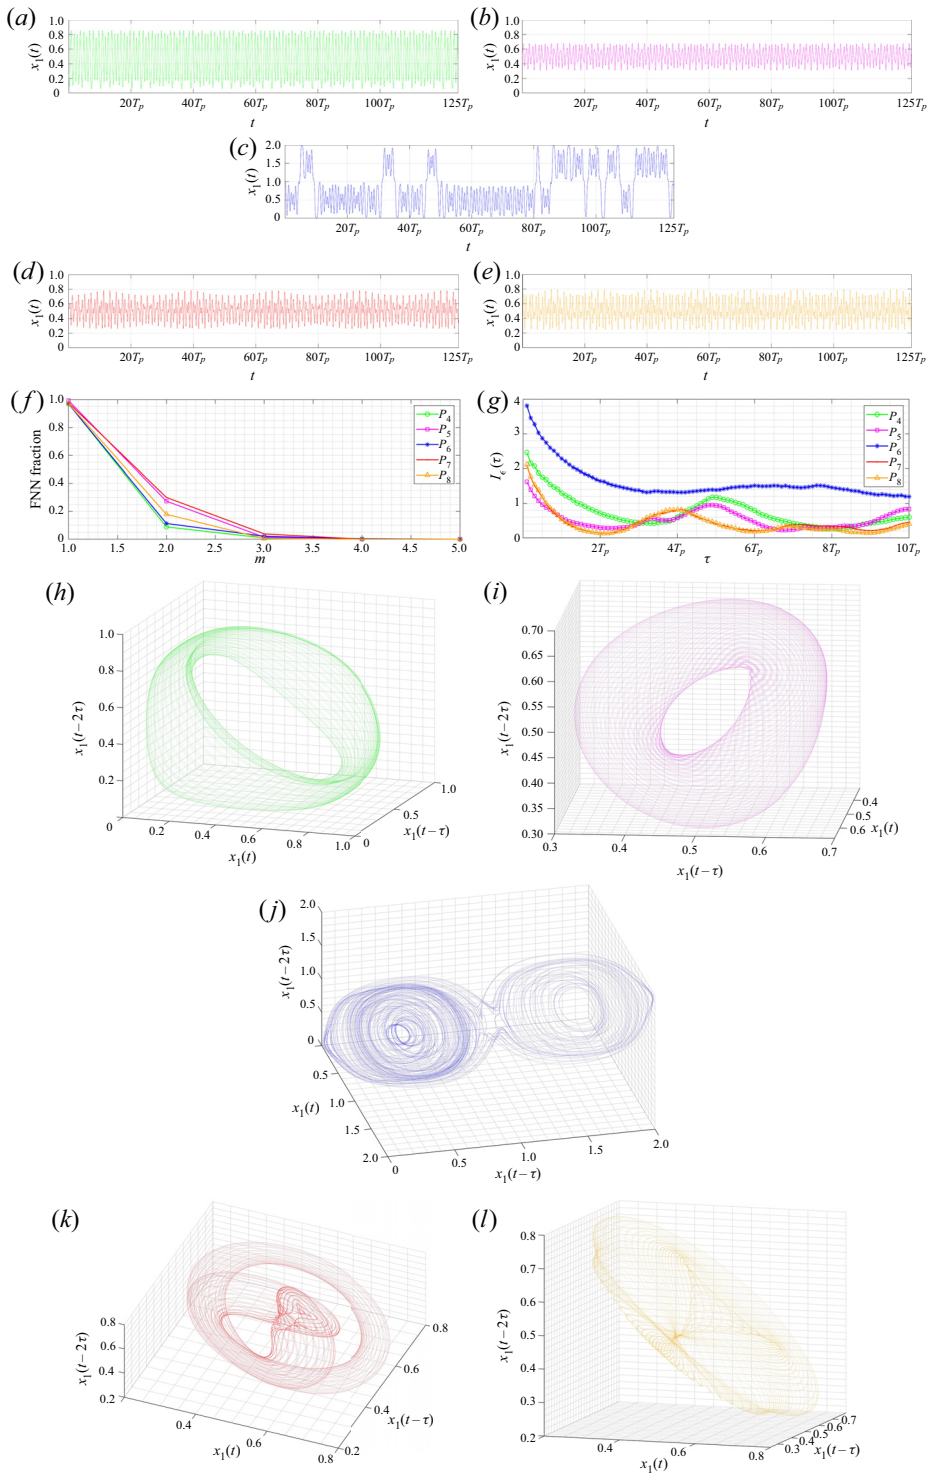 (a)
x₁(t)
1.0
0.8
0.6
0.4
0.2
0
20Tₚ 40Tₚ 60Tₚ 80Tₚ 100Tₚ 125Tₚ
t
(b)
x₁(t)
1.0
0.8
0.6
0.4
0.2
0
20Tₚ 40Tₚ 60Tₚ 80Tₚ 100Tₚ 125Tₚ
t
(c)
x₁(t)
2.0
1.5
1.0
0.5
0
20Tₚ 40Tₚ 60Tₚ 80Tₚ 100Tₚ 125Tₚ
t
(d)
x₁(t)
1.0
0.8
0.6
0.4
0.2
0
20Tₚ 40Tₚ 60Tₚ 80Tₚ 100Tₚ 125Tₚ
t
(e)
x₁(t)
1.0
0.8
0.6
0.4
0.2
0
20Tₚ 40Tₚ 60Tₚ 80Tₚ 100Tₚ 125Tₚ
t
(f)
FNN fraction
1.0
0.8
0.6
0.4
0.2
0
1.0 1.5 2.0 2.5 3.0 3.5 4.0 4.5 5.0
m
P₄
P₅
P₆
P₇
P₈
(g)
I_ϵ(τ)
4
3
2
1
0
2Tₚ 4Tₚ 6Tₚ 8Tₚ 10Tₚ
τ
P₄
P₅
P₆
P₇
P₈
(h)
x₁(t−2τ)
1.0
0.8
0.6
0.4
0.2
0
0.2 0.4 0.6 0.8 1.0
x₁(t)
0 0.5 1.0
x₁(t−τ)
(i)
x₁(t−2τ)
0.70
0.65
0.60
0.55
0.50
0.45
0.40
0.35
0.30
0.3 0.4 0.5 0.6 0.7
x₁(t−τ)
0.4
0.5
0.6
x₁(t)
(j)
x₁(t−2τ)
2.0
1.5
1.0
0.5
0
0.5
1.0
1.5
2.0
x₁(t)
0 0.5 1.0 1.5 2.0
x₁(t−τ)
(k)
x₁(t−2τ)
0.8
0.6
0.4
0.2
0.4 0.6 0.8
x₁(t)
0.2 0.4 0.6 0.8
x₁(t−τ)
(l)
x₁(t−2τ)
0.8
0.7
0.6
0.5
0.4
0.3
0.2
0.4 0.6 0.8
x₁(t)
0.3 0.4 0.5 0.6 0.7
x₁(t−τ)